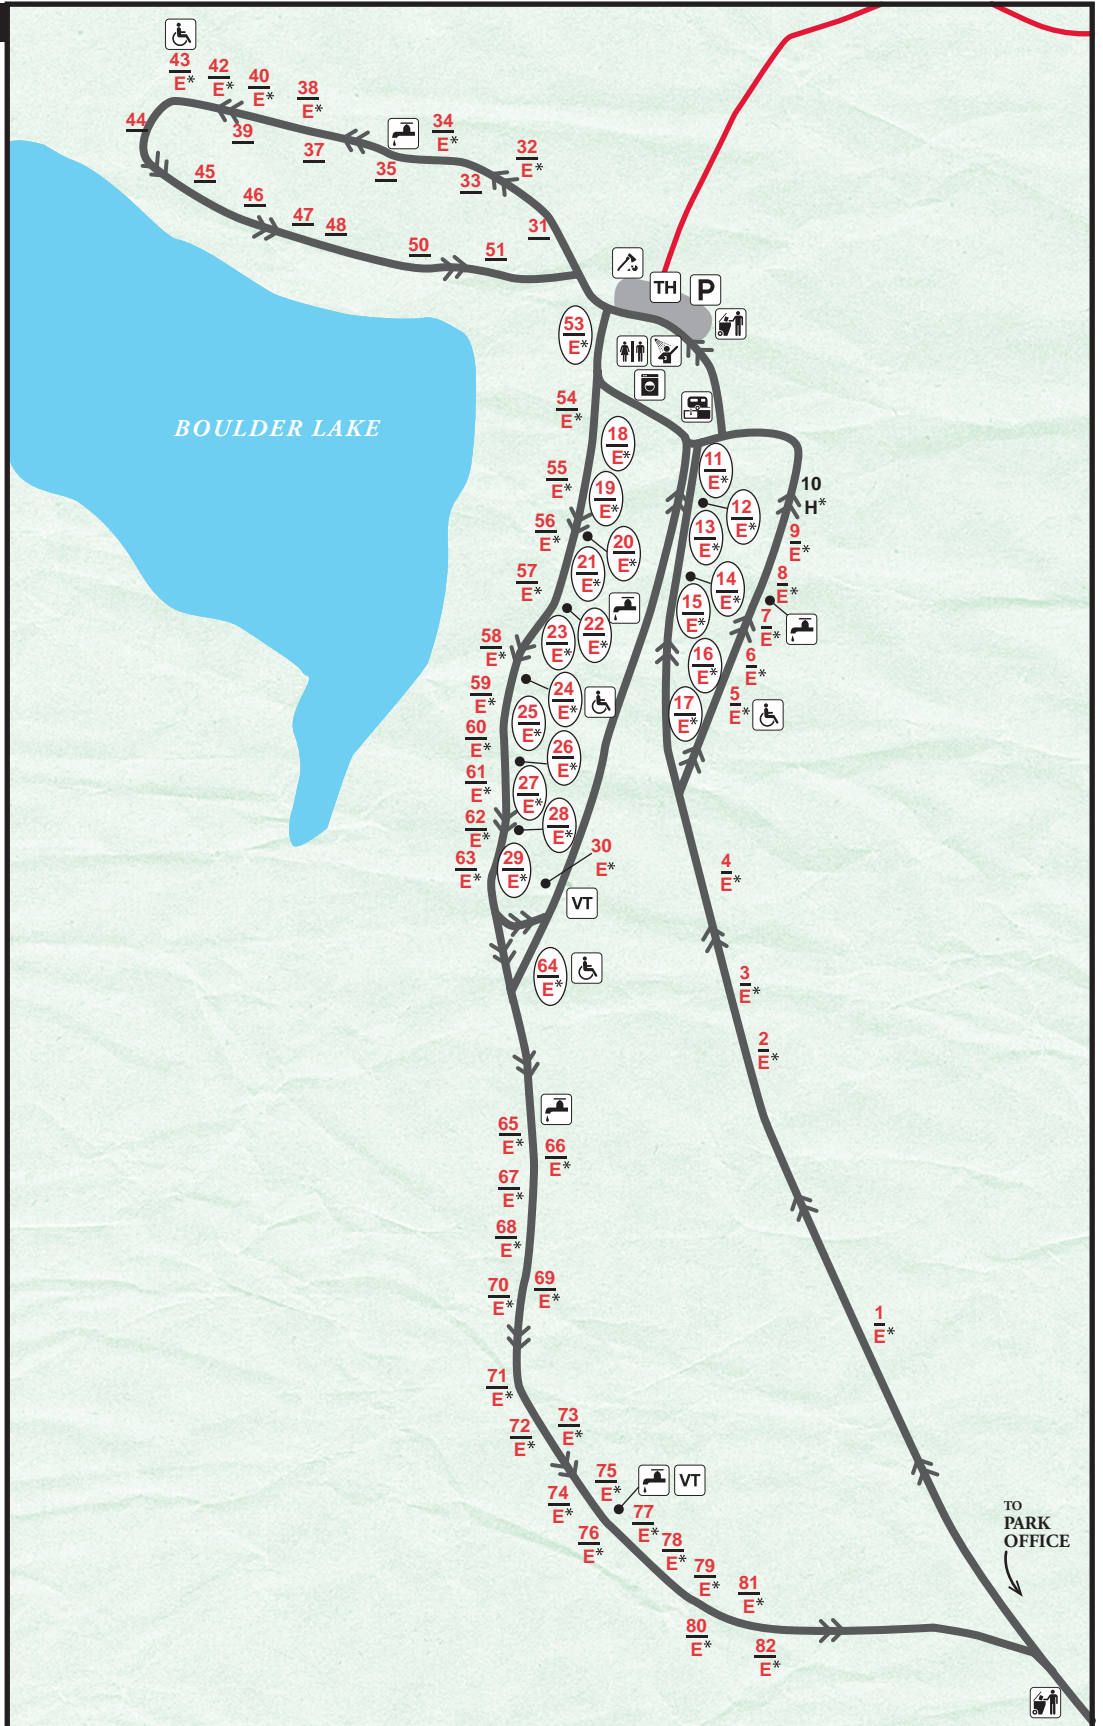 43
E*
42
E*
40
E*
38
E*
34
E*
32
E*
44
39
37
35
33
31
45
46
47
48
50
51
TH
P
53
E*
54
E*
18
E*
11
E*
BOULDER LAKE
10
H*
55
E*
19
E*
12
E*
13
E*
9
E*
56
E*
20
E*
21
E*
57
E*
14
E*
8
E*
15
E*
7
E*
22
E*
23
E*
58
E*
16
E*
6
E*
59
E*
24
E*
17
E*
5
E*
25
E*
60
E*
26
E*
61
E*
27
E*
62
E*
28
E*
63
E*
29
E*
30
E*
VT
4
E*
64
E*
3
E*
2
E*
65
E*
66
E*
67
E*
68
E*
69
E*
70
E*
1
E*
71
E*
72
E*
73
E*
74
E*
75
E*
VT
76
E*
77
E*
78
E*
79
E*
81
E*
80
E*
82
E*
TO
PARK
OFFICE